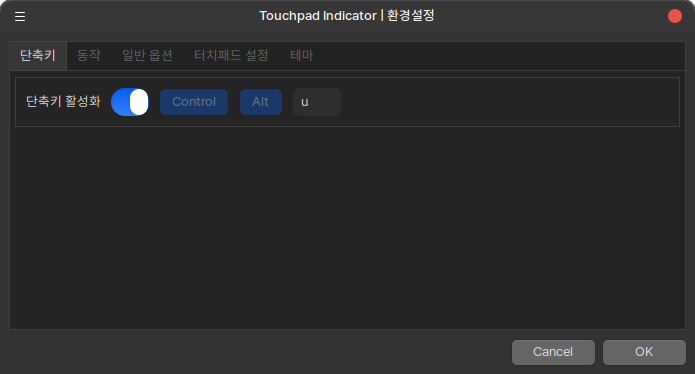 Touchpad Indicator | 환경설정
단축키 동작 일반 옵션 터치패드 설정 테마
단축키 활성화 Control Alt u
Cancel OK